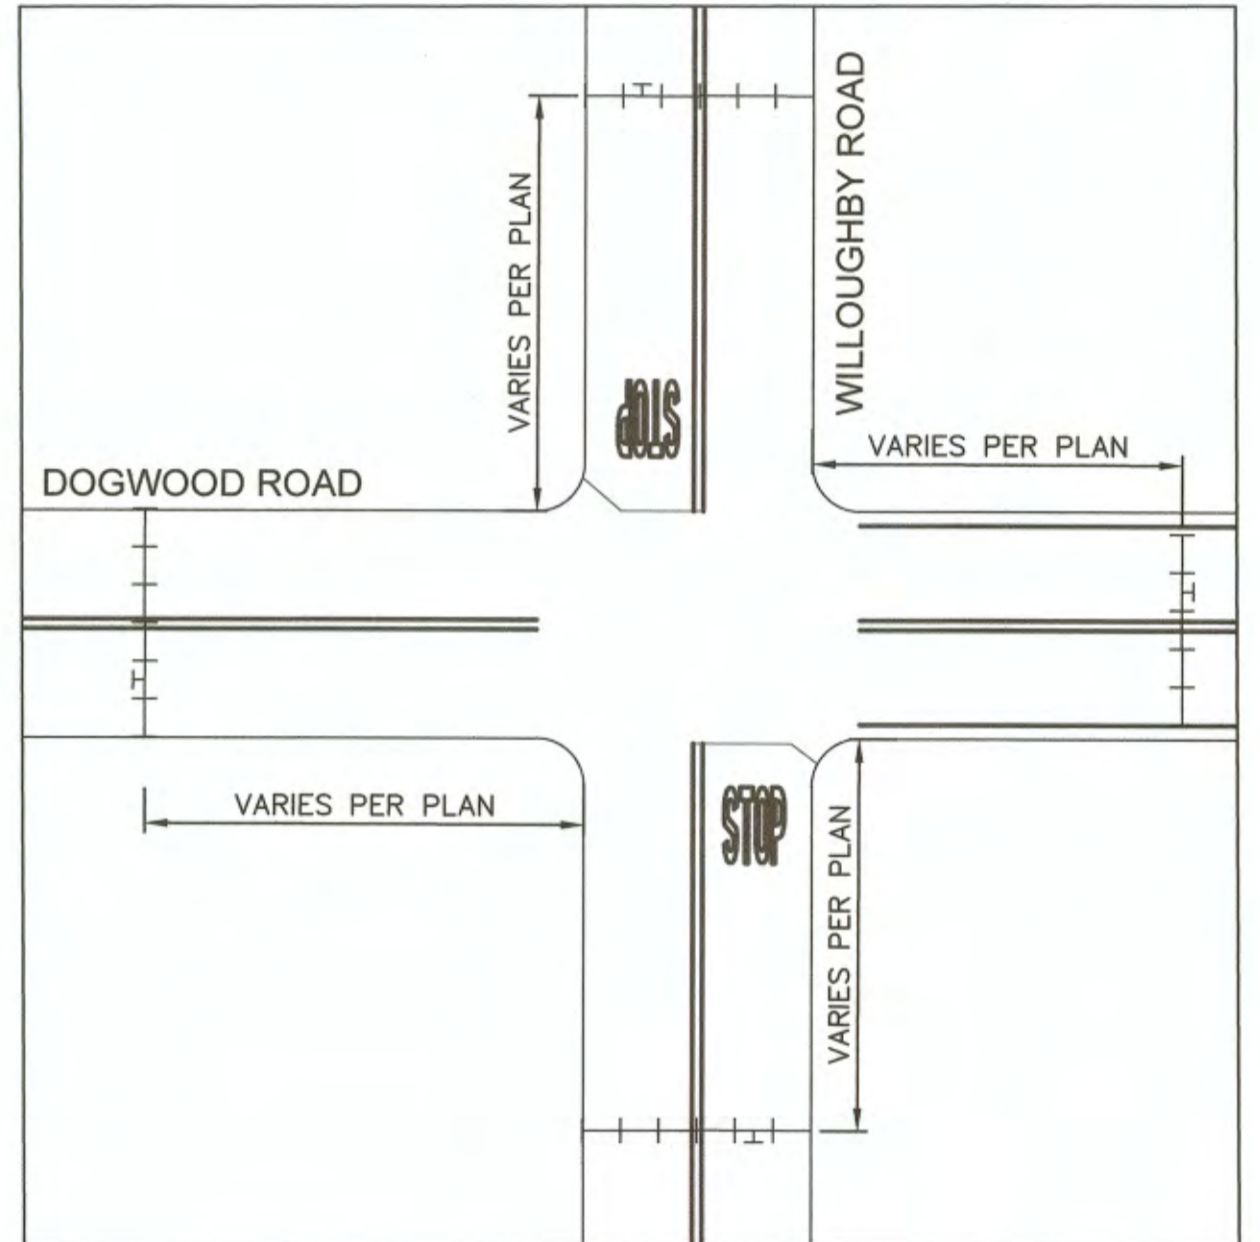 WILLOUGHBY ROAD
VARIES PER PLAN
STOP
VARIES PER PLAN
DOGWOOD ROAD
VARIES PER PLAN
STOP
VARIES PER PLAN